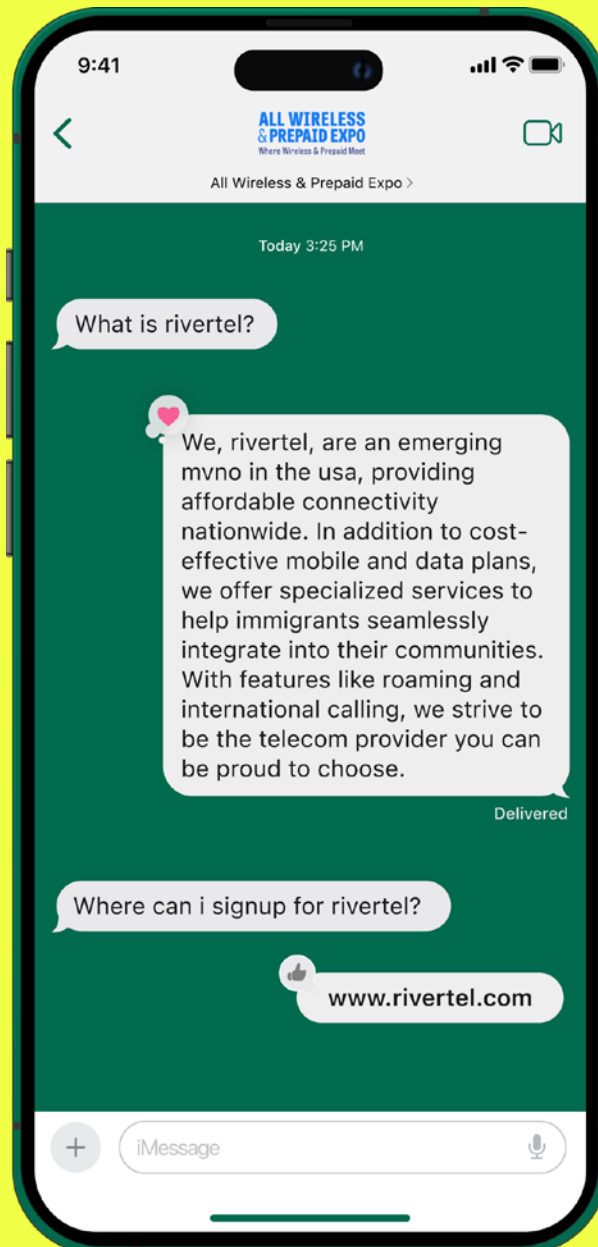 9:41
ALL WIRELESS
& PREPAID EXPO
Where Wireless & Prepaid Meet
All Wireless & Prepaid Expo >
Today 3:25 PM
What is rivertel?
We, rivertel, are an emerging
mvno in the usa, providing
affordable connectivity
nationwide. In addition to cost-
effective mobile and data plans,
we offer specialized services to
help immigrants seamlessly
integrate into their communities.
With features like roaming and
international calling, we strive to
be the telecom provider you can
be proud to choose.
Delivered
Where can i signup for rivertel?
www.rivertel.com
iMessage